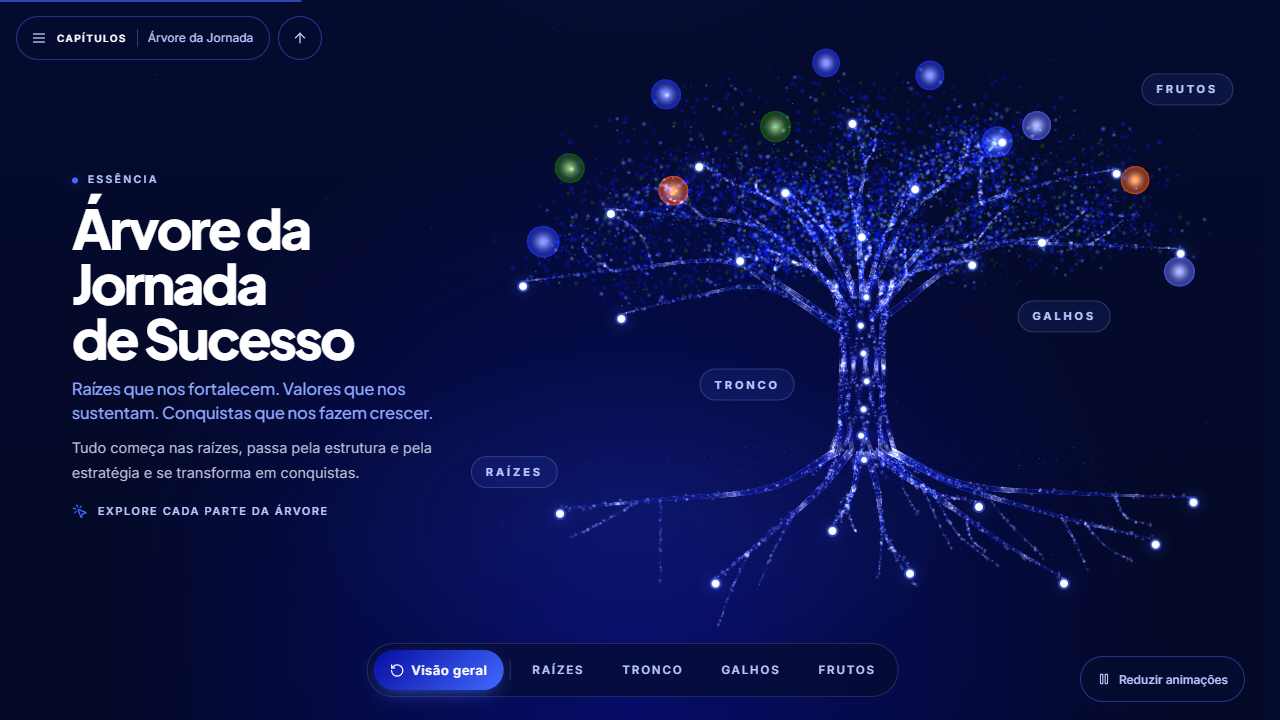 CAPÍTULOS
Árvore da Jornada
FRUTOS
ESSÊNCIA
Árvore da
Jornada
de Sucesso
Raízes que nos fortalecem. Valores que nos
sustentam. Conquistas que nos fazem crescer.
Tudo começa nas raízes, passa pela estrutura e pela
estratégia e se transforma em conquistas.
EXPLORE CADA PARTE DA ÁRVORE
GALHOS
TRONCO
RAÍZES
Visão geral
RAÍZES
TRONCO
GALHOS
FRUTOS
Reduzir animações